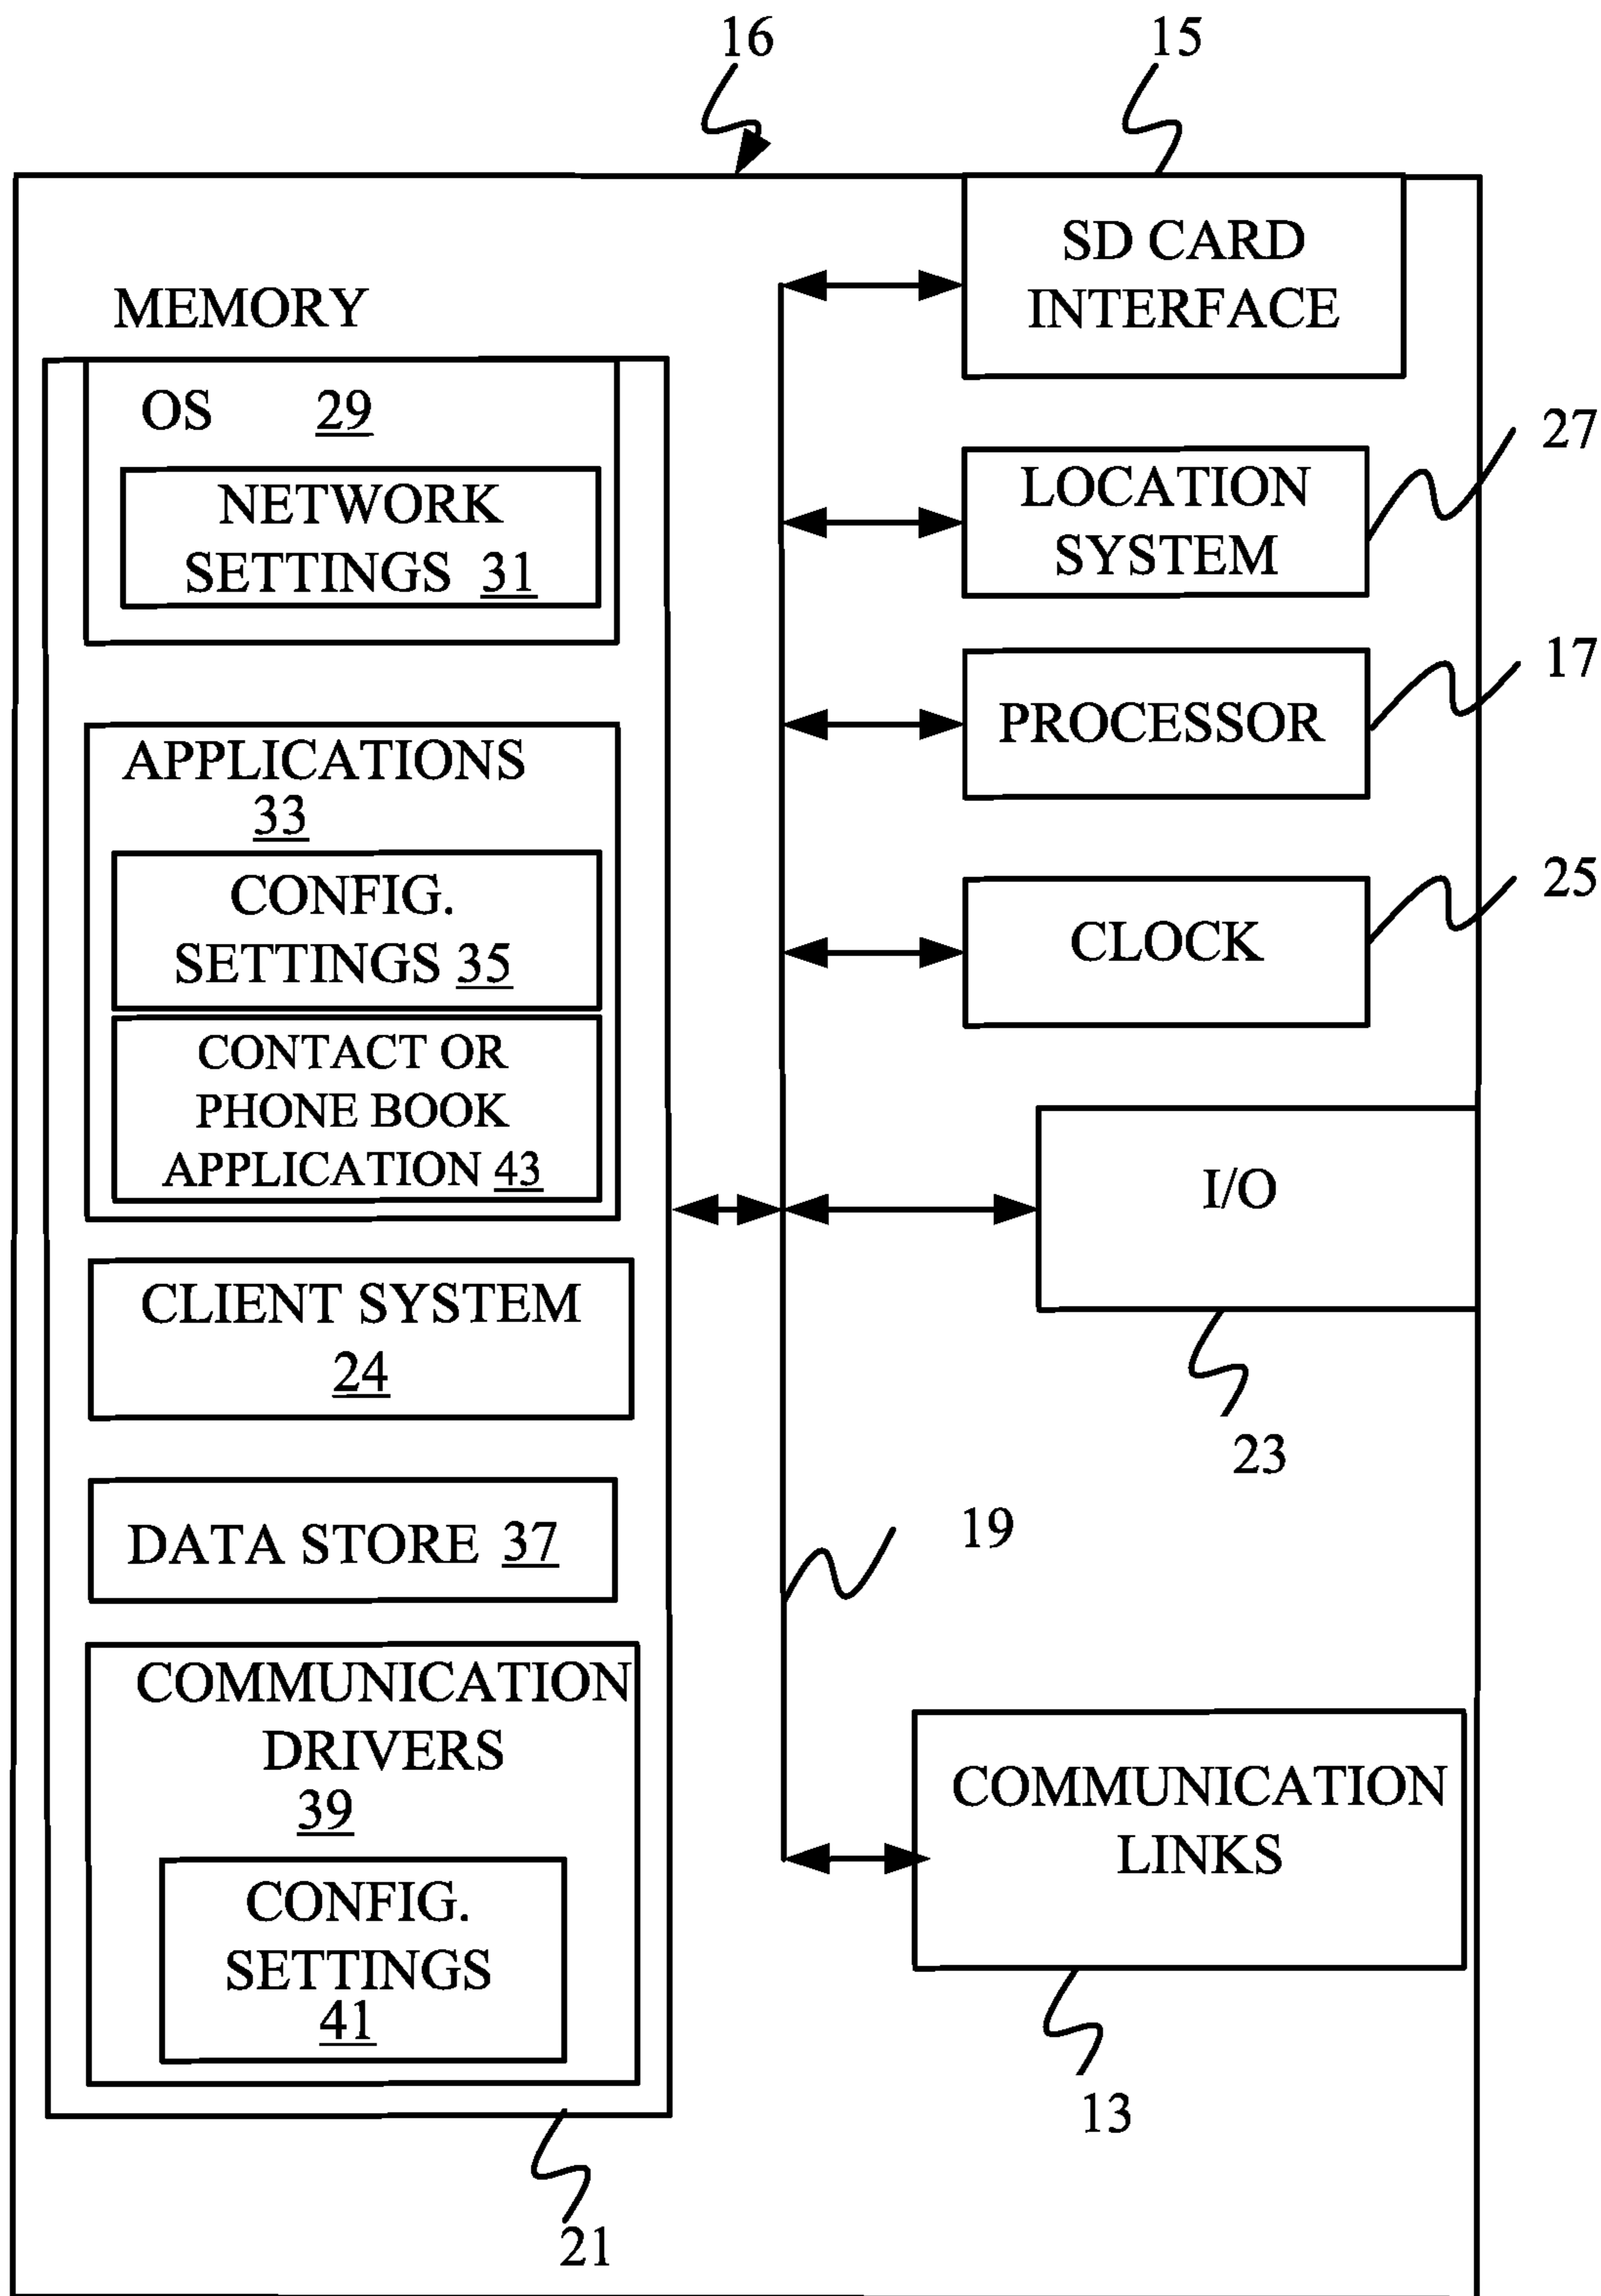 16
15
SD CARD
INTERFACE
MEMORY
OS 29
NETWORK
SETTINGS 31
27
LOCATION
SYSTEM
17
PROCESSOR
APPLICATIONS
33
CONFIG.
SETTINGS 35
25
CLOCK
CONTACT OR
PHONE BOOK
APPLICATION 43
I/O
CLIENT SYSTEM
24
23
19
DATA STORE 37
COMMUNICATION
DRIVERS
39
CONFIG.
SETTINGS
41
COMMUNICATION
LINKS
13
21